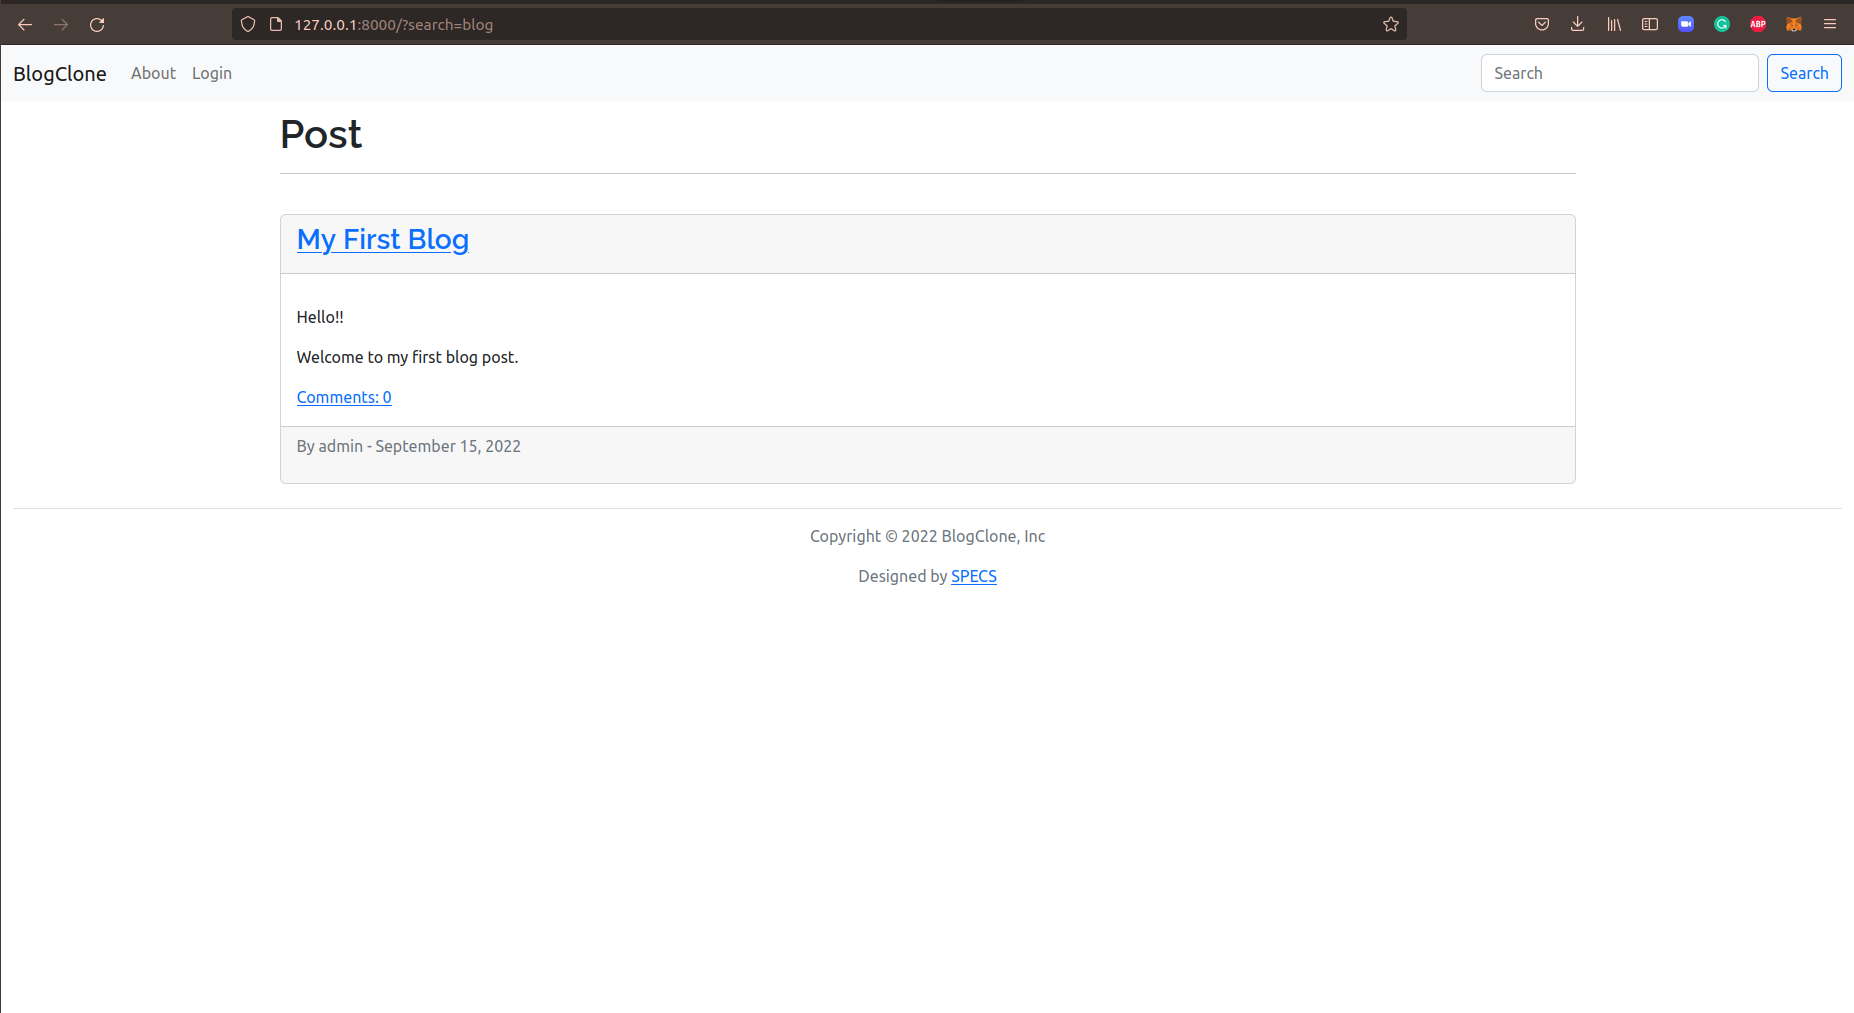 127.0.0.1:8000/?search=blog
ABP
BlogClone About Login Search Search
Post
My First Blog
Hello!!
Welcome to my first blog post.
Comments: 0
By admin - September 15, 2022
Copyright © 2022 BlogClone, Inc
Designed by SPECS